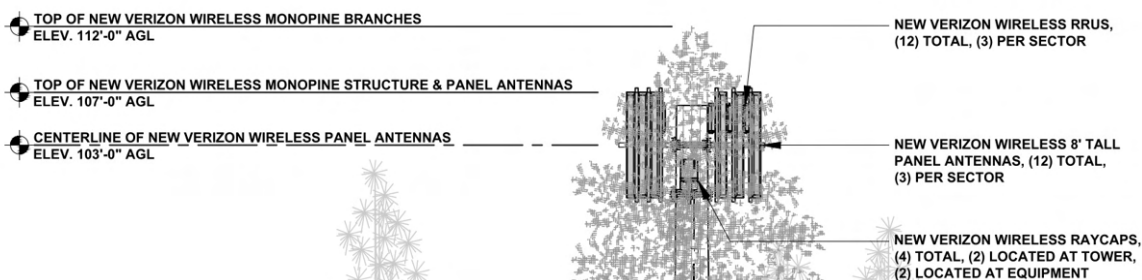 TOP OF NEW VERIZON WIRELESS MONOPINE BRANCHES
ELEV. 112'-0" AGL
TOP OF NEW VERIZON WIRELESS MONOPINE STRUCTURE & PANEL ANTENNAS
ELEV. 107'-0" AGL
CENTERLINE OF NEW VERIZON WIRELESS PANEL ANTENNAS
ELEV. 103'-0" AGL
NEW VERIZON WIRELESS RRUS,
(12) TOTAL, (3) PER SECTOR
NEW VERIZON WIRELESS 8' TALL
PANEL ANTENNAS, (12) TOTAL,
(3) PER SECTOR
NEW VERIZON WIRELESS RAYCAPS,
(4) TOTAL, (2) LOCATED AT TOWER,
(2) LOCATED AT EQUIPMENT